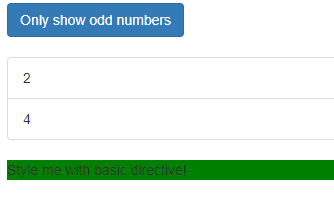 Only show odd numbers
2
4
Style me with basic directive!